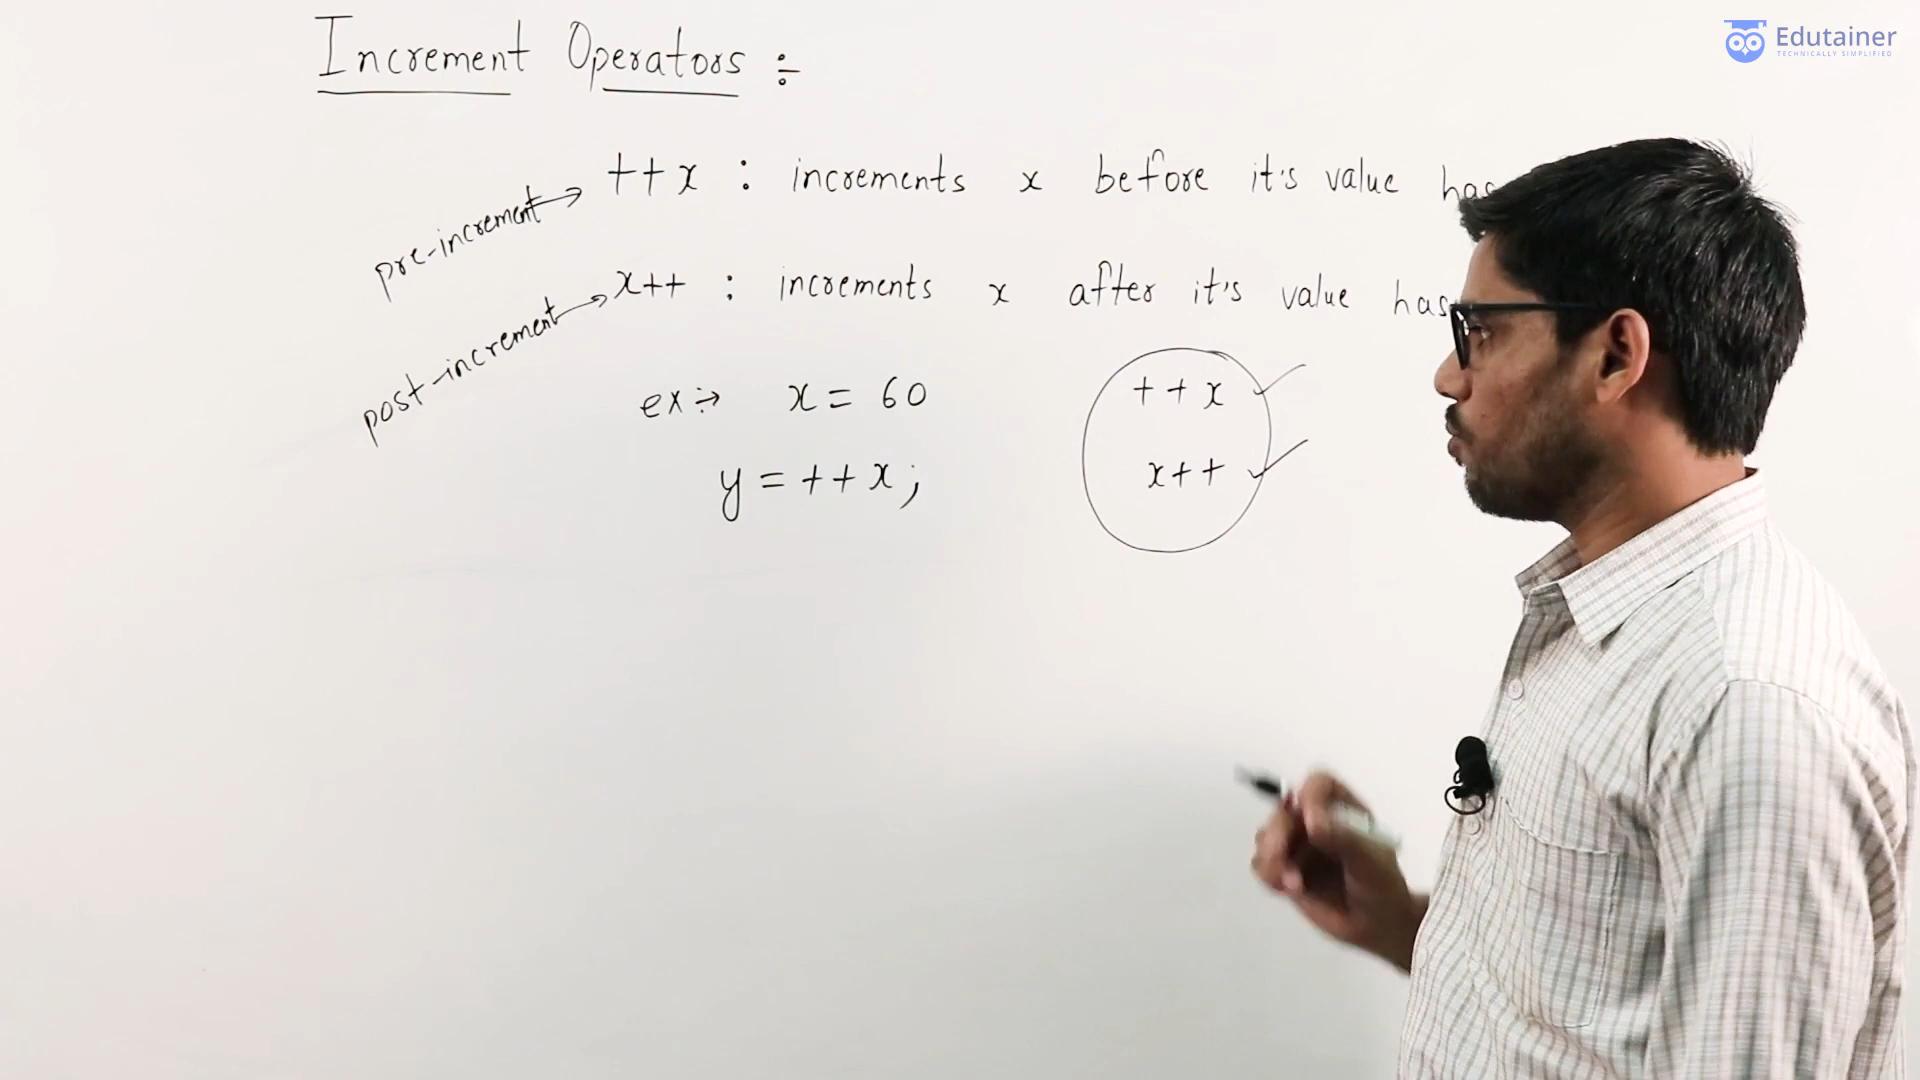 Increment Operators :-
++x : increments x before it's value has
pre-increment →
x++ : increments x after it's value has
post-increment →
ex :→ x = 60
y = ++x;
++x ✓
x++ ✓
Edutainer
TECHNICALLY SIMPLIFIED